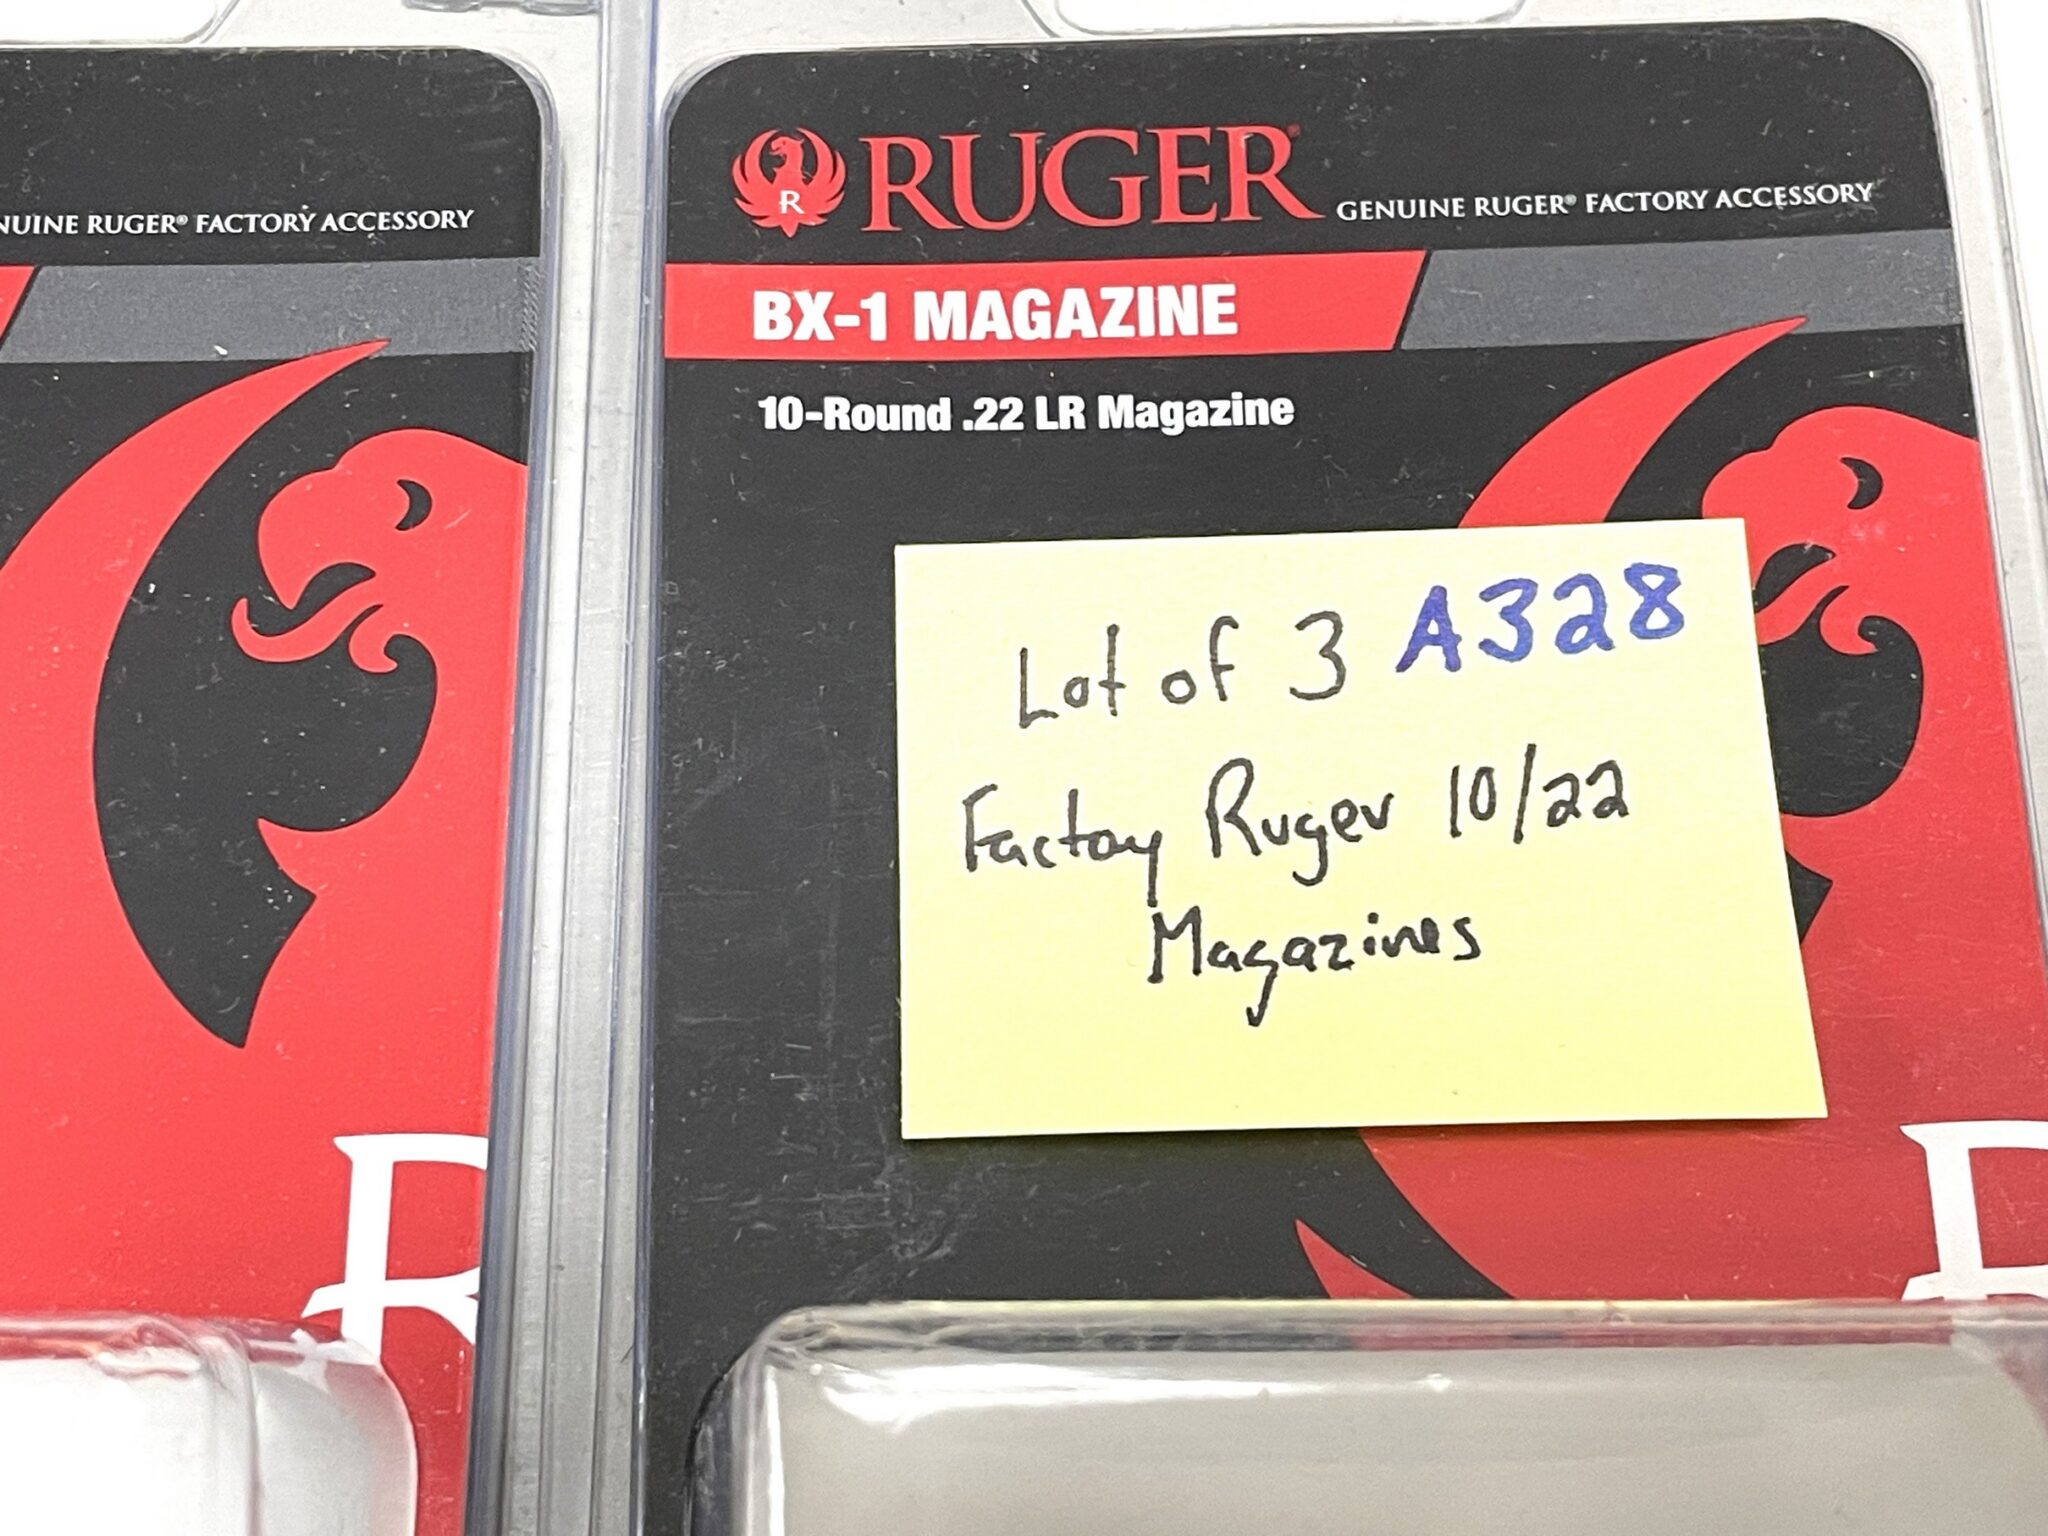 NUINE RUGER® FACTORY ACCESSORY
R
R
RUGER® GENUINE RUGER® FACTORY ACCESSORY
BX-1 MAGAZINE
10-Round .22 LR Magazine
Lot of 3 A328
Factoy Ruger 10/22
Magazines
R